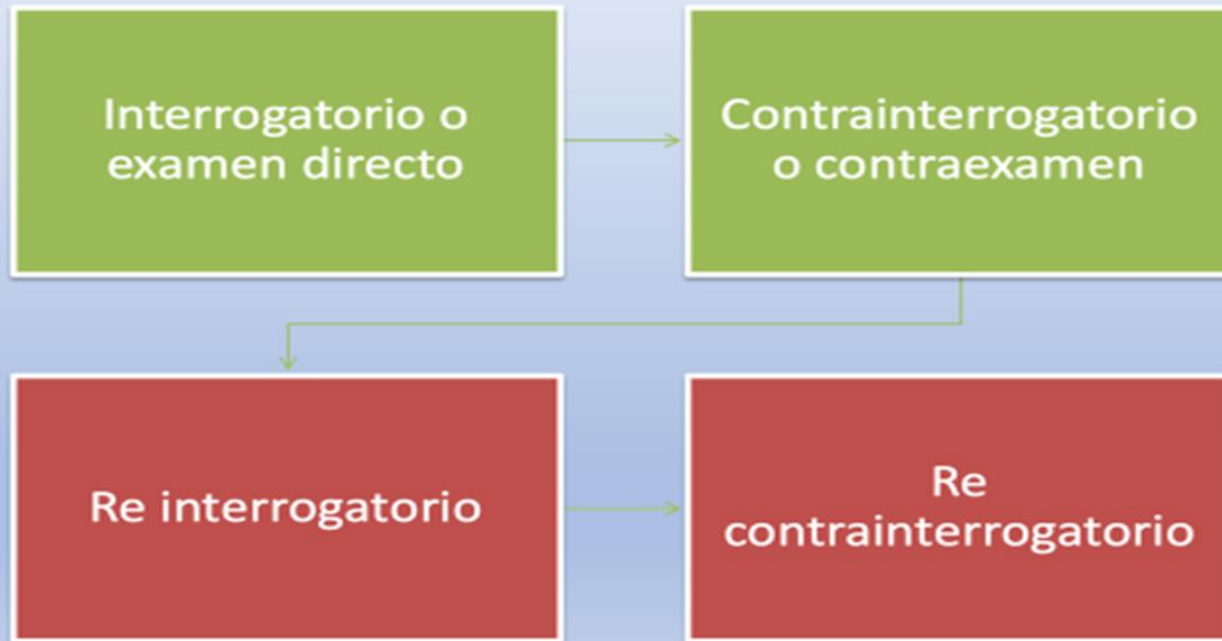 Interrogatorio o
examen directo
Contrainterrogatorio
o contraexamen
Re interrogatorio
Re
contrainterrogatorio